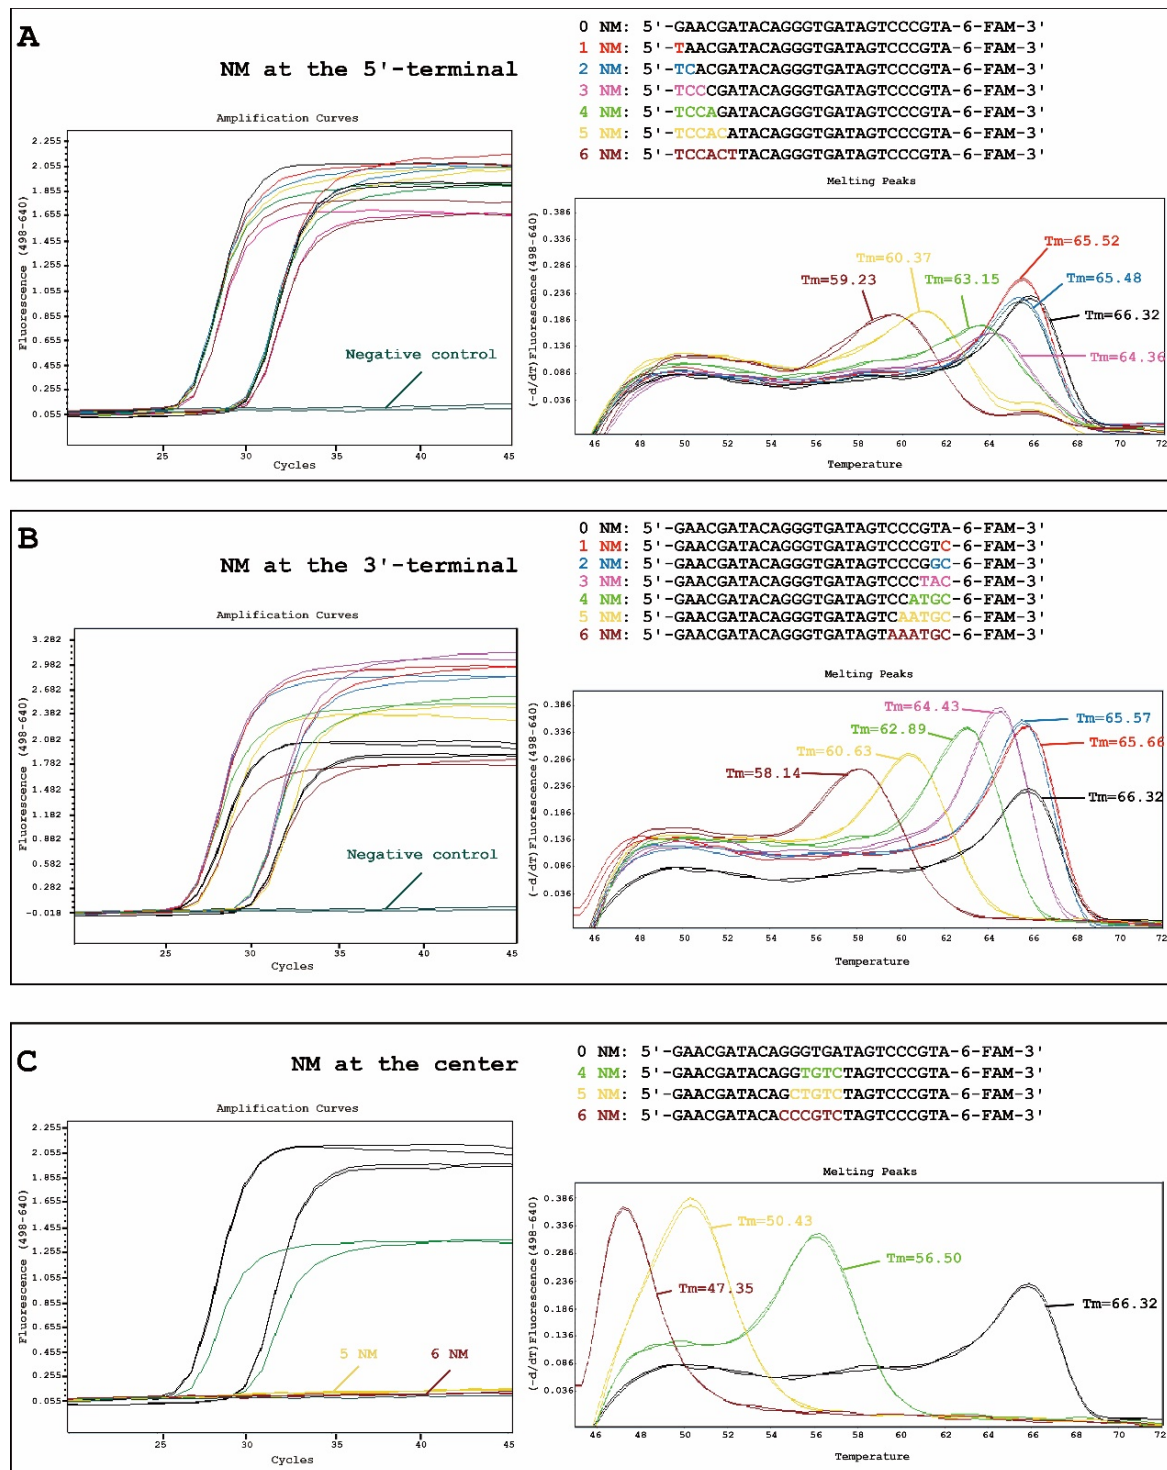 A
NM at the 5'-terminal
0 NM: 5'-GAACGATACAGGGTGATAGTCCCGTA-6-FAM-3'
1 NM: 5'-TAACGATACAGGGTGATAGTCCCGTA-6-FAM-3'
2 NM: 5'-TCACGATACAGGGTGATAGTCCCGTA-6-FAM-3'
3 NM: 5'-TCCCGATACAGGGTGATAGTCCCGTA-6-FAM-3'
4 NM: 5'-TCCAGATACAGGGTGATAGTCCCGTA-6-FAM-3'
5 NM: 5'-TCCACATACAGGGTGATAGTCCCGTA-6-FAM-3'
6 NM: 5'-TCCACTTACAGGGTGATAGTCCCGTA-6-FAM-3'
Amplification Curves
Fluorescence (498-640)
2.255
2.055
1.855
1.655
1.255
1.055
0.855
0.655
0.455
0.255
0.055
Negative control
25 30 35 40 45
Cycles
Melting Peaks
(-d/dT)Fluorescence(498-640)
0.386
0.336
0.286
0.236
0.186
0.136
0.086
0.036
Tm=65.52
Tm=60.37
Tm=59.23
Tm=63.15
Tm=65.48
Tm=66.32
Tm=64.36
46 48 50 52 54 56 58 60 62 64 66 68 70 72
Temperature
B
NM at the 3'-terminal
0 NM: 5'-GAACGATACAGGGTGATAGTCCCGTA-6-FAM-3'
1 NM: 5'-GAACGATACAGGGTGATAGTCCCGTC-6-FAM-3'
2 NM: 5'-GAACGATACAGGGTGATAGTCCCGGC-6-FAM-3'
3 NM: 5'-GAACGATACAGGGTGATAGTCCCTAC-6-FAM-3'
4 NM: 5'-GAACGATACAGGGTGATAGTCCATGC-6-FAM-3'
5 NM: 5'-GAACGATACAGGGTGATAGTCAATGC-6-FAM-3'
6 NM: 5'-GAACGATACAGGGTGATAGTAAATGC-6-FAM-3'
Amplification Curves
Fluorescence (498-640)
3.282
2.982
2.682
2.382
2.082
1.782
1.482
1.182
0.882
0.582
0.282
-0.018
Negative control
25 30 35 40 45
Cycles
Melting Peaks
(-d/dT)Fluorescence(498-640)
0.386
0.336
0.286
0.236
0.186
0.136
0.086
0.036
Tm=64.43
Tm=65.57
Tm=62.89
Tm=65.66
Tm=60.63
Tm=58.14
Tm=66.32
46 48 50 52 54 56 58 60 62 64 66 68 70 72
Temperature
C
NM at the center
0 NM: 5'-GAACGATACAGGGTGATAGTCCCGTA-6-FAM-3'
4 NM: 5'-GAACGATACAGGTGTCTAGTCCCGTA-6-FAM-3'
5 NM: 5'-GAACGATACAGCTGTCTAGTCCCGTA-6-FAM-3'
6 NM: 5'-GAACGATACACCCGTCTAGTCCCGTA-6-FAM-3'
Amplification Curves
Fluorescence (498-640)
2.255
2.055
1.855
1.655
1.455
1.255
1.055
0.855
0.655
0.455
0.255
0.055
5 NM
6 NM
25 30 35 40 45
Cycles
Melting Peaks
(-d/dT)Fluorescence(498-640)
0.386
0.336
0.286
0.236
0.186
0.136
0.086
0.036
Tm=50.43
Tm=56.50
Tm=47.35
Tm=66.32
46 48 50 52 54 56 58 60 62 64 66 68 70 72
Temperature